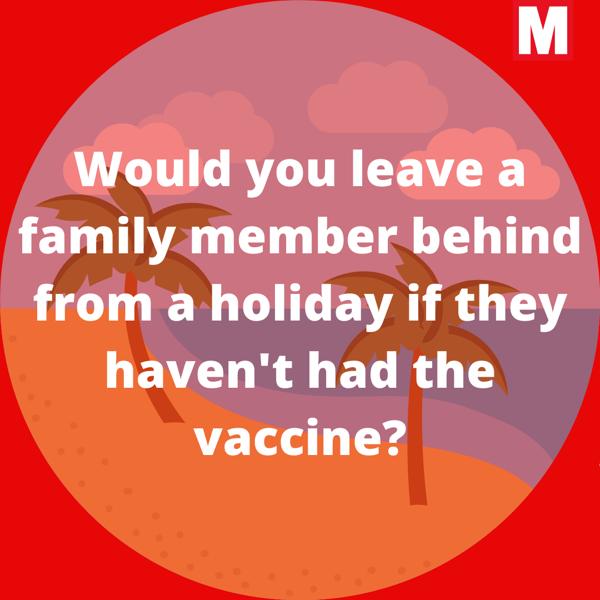 M
Would you leave a
family member behind
from a holiday if they
haven't had the
vaccine?